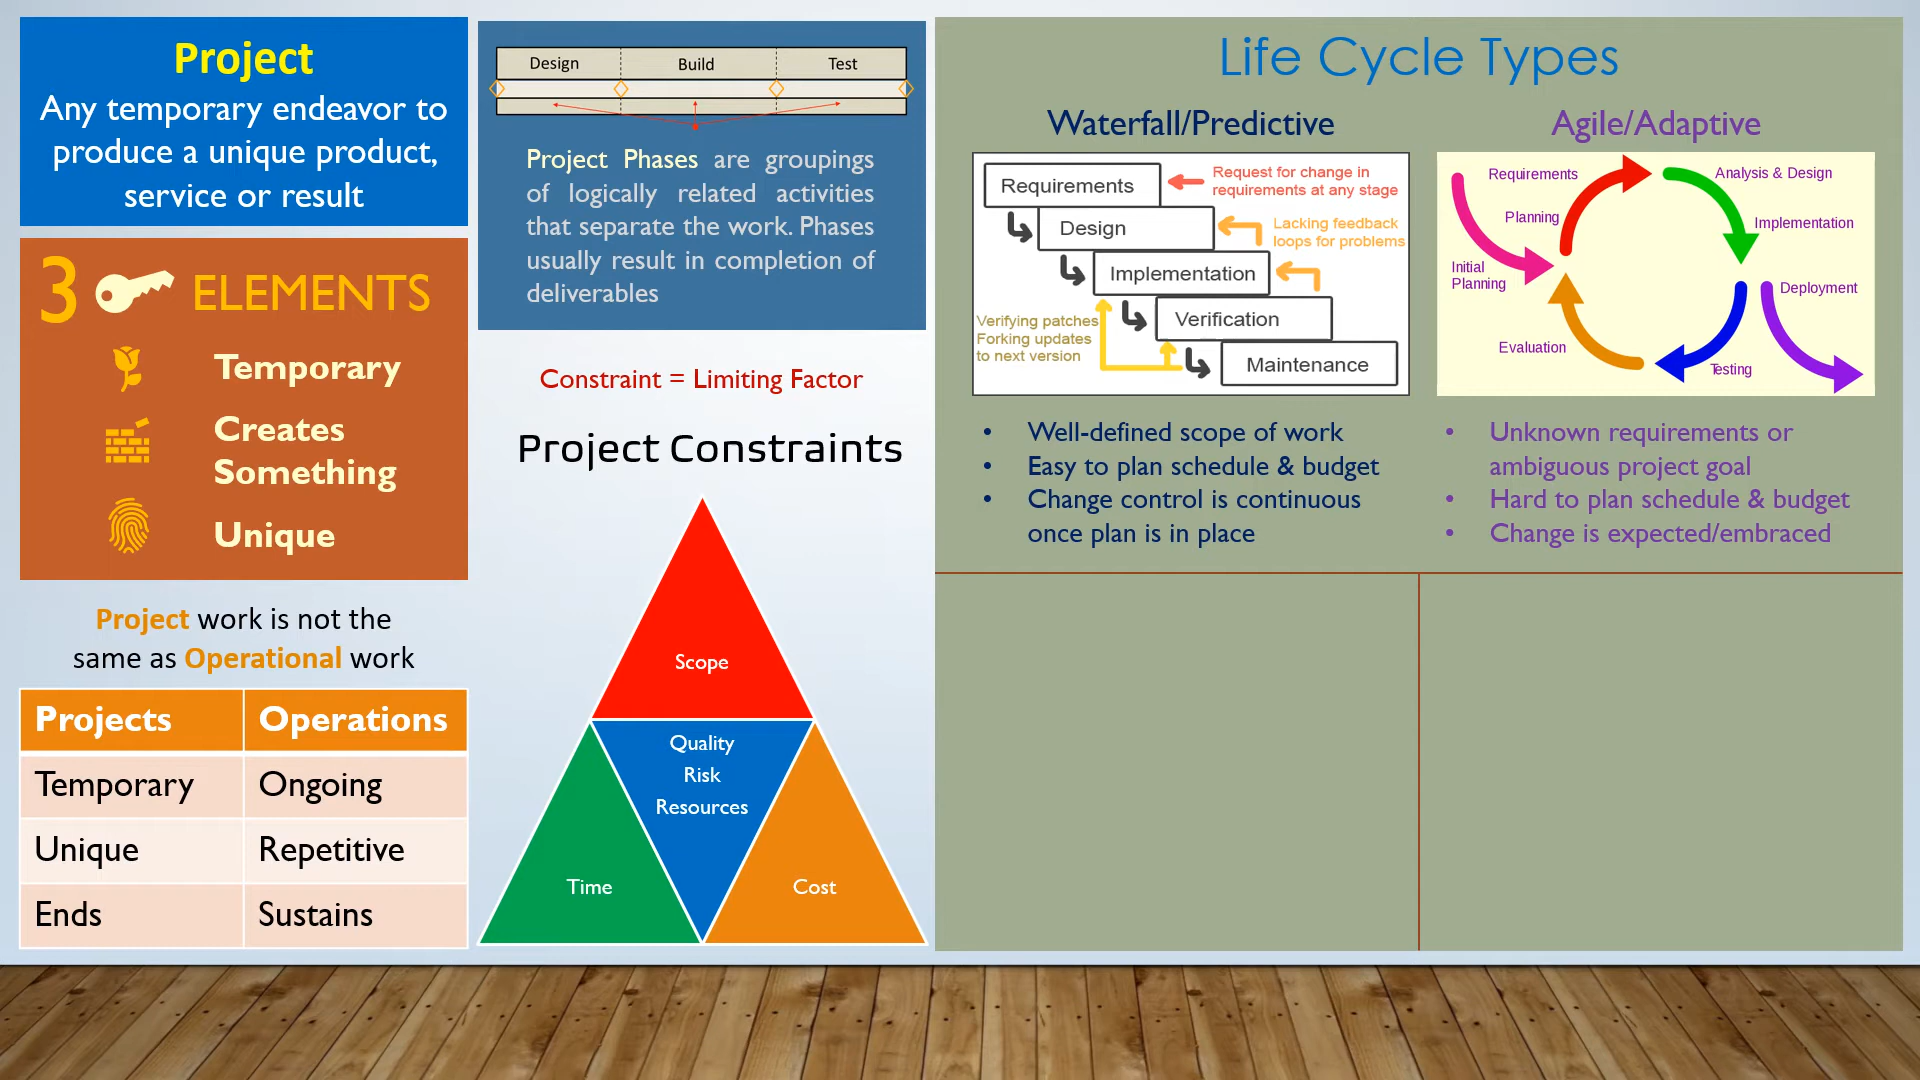 Project
Any temporary endeavor to
produce a unique product,
service or result
3 ELEMENTS
Temporary
Creates
Something
Unique
Project work is not the
same as Operational work
Projects Operations
Temporary Ongoing
Unique Repetitive
Ends Sustains
Design Build Test
Project Phases are groupings
of logically related activities
that separate the work. Phases
usually result in completion of
deliverables
Constraint = Limiting Factor
Project Constraints
Scope
Quality
Risk
Resources
Time
Cost
Life Cycle Types
Waterfall/Predictive
Requirements
Request for change in
requirements at any stage
Design
Lacking feedback
loops for problems
Implementation
Verification
Verifying patches
Forking updates
to next version
Maintenance
• Well-defined scope of work
• Easy to plan schedule & budget
• Change control is continuous
once plan is in place
Agile/Adaptive
Requirements
Analysis & Design
Planning
Implementation
Initial
Planning
Deployment
Evaluation
Testing
• Unknown requirements or
ambiguous project goal
• Hard to plan schedule & budget
• Change is expected/embraced